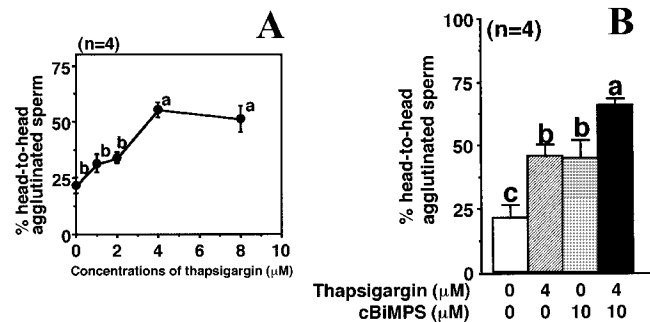 A
(n=4)
% head-to-head
agglutinated sperm
75
50
25
0
b
b
b
a
a
0 2 4 6 8 10
Concentrations of thapsigargin (μM)
B
(n=4)
% head-to-head
agglutinated sperm
100
75
50
25
0
c
b
b
a
Thapsigargin (μM) 0 4 0 4
cBiMPS (μM) 0 0 10 10